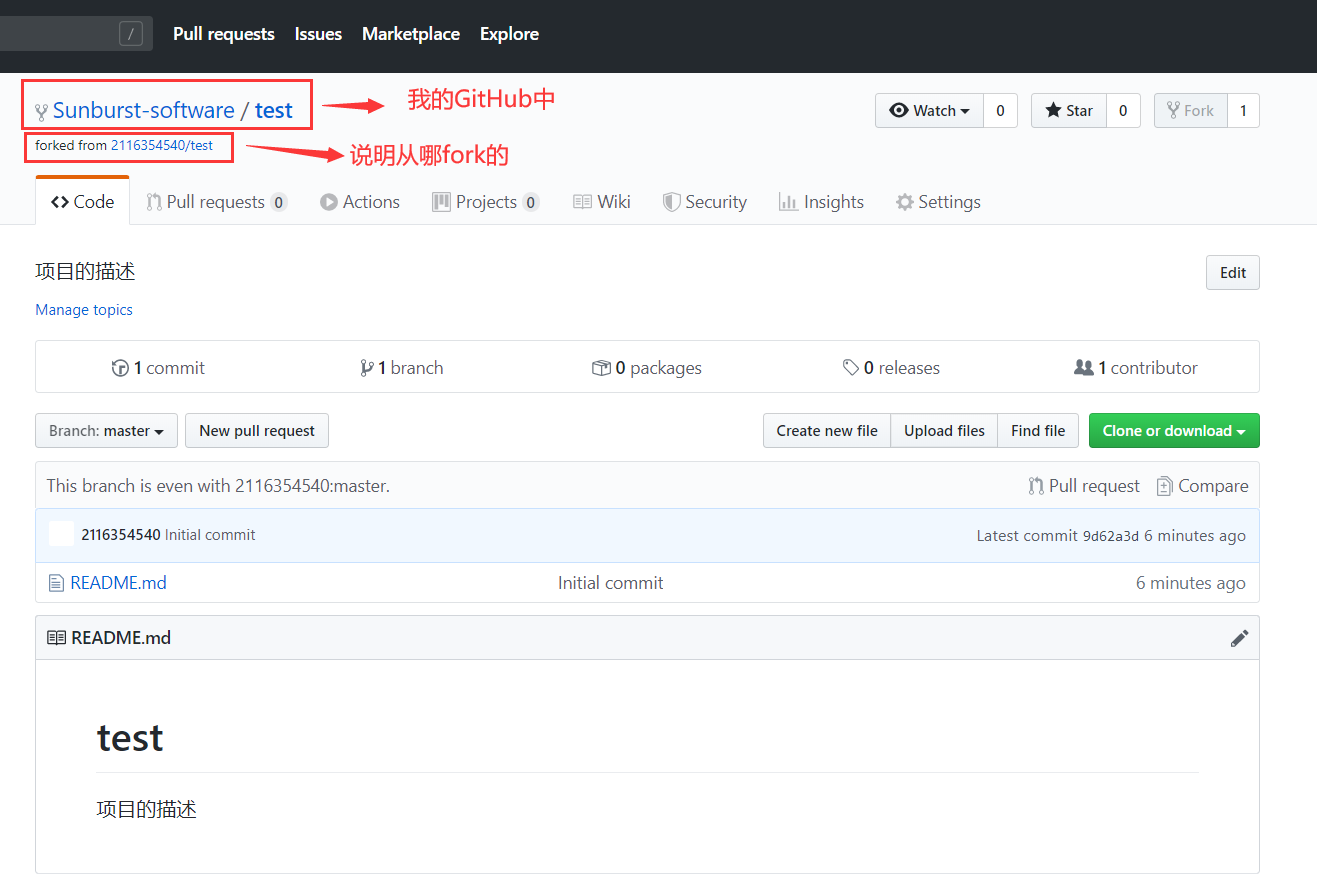 / Pull requests Issues Marketplace Explore
Sunburst-software / test 我的GitHub中 Watch 0 Star 0 Fork 1
forked from 2116354540/test 说明从哪fork的
Code Pull requests 0 Actions Projects 0 Wiki Security Insights Settings
项目的描述 Edit
Manage topics
1 commit 1 branch 0 packages 0 releases 1 contributor
Branch: master New pull request Create new file Upload files Find file Clone or download
This branch is even with 2116354540:master. Pull request Compare
2116354540 Initial commit Latest commit 9d62a3d 6 minutes ago
README.md Initial commit 6 minutes ago
README.md
test
项目的描述